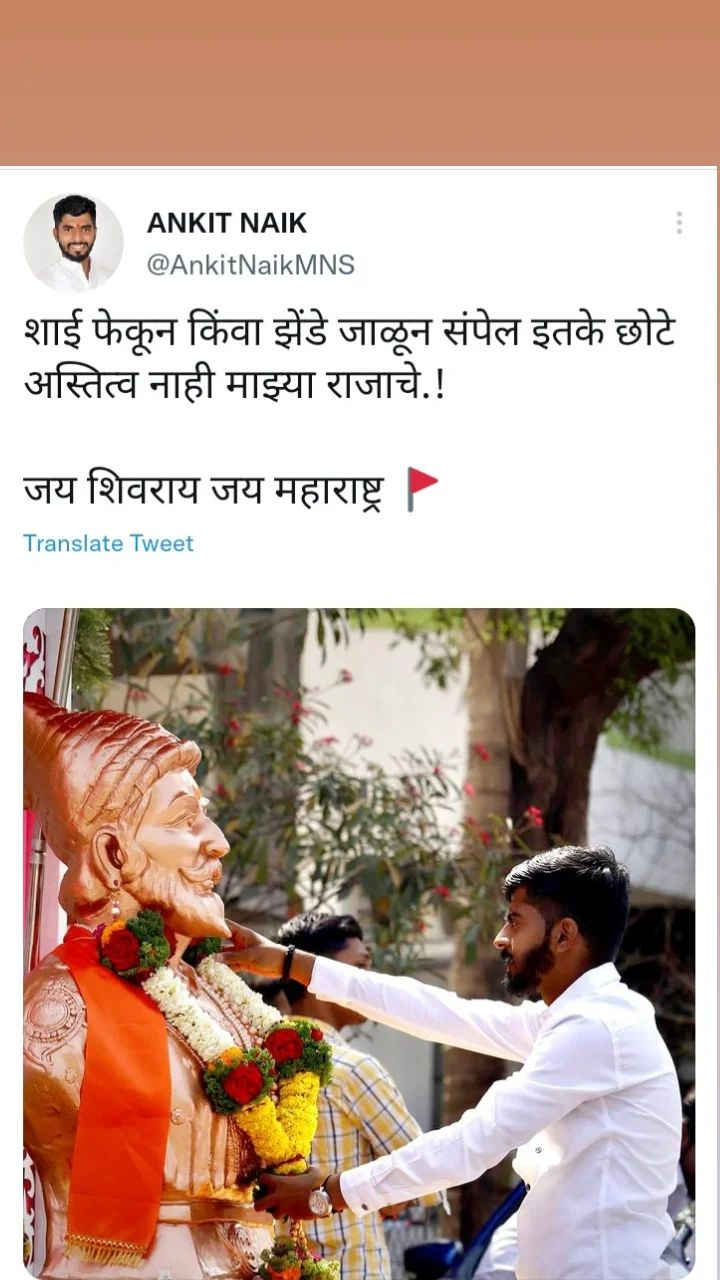 ANKIT NAIK
@AnkitNaikMNS
शाई फेकून किंवा झेंडे जाळून संपेल इतके छोटे
अस्तित्व नाही माझ्या राजाचे.!
जय शिवराय जय महाराष्ट्र 🚩
Translate Tweet